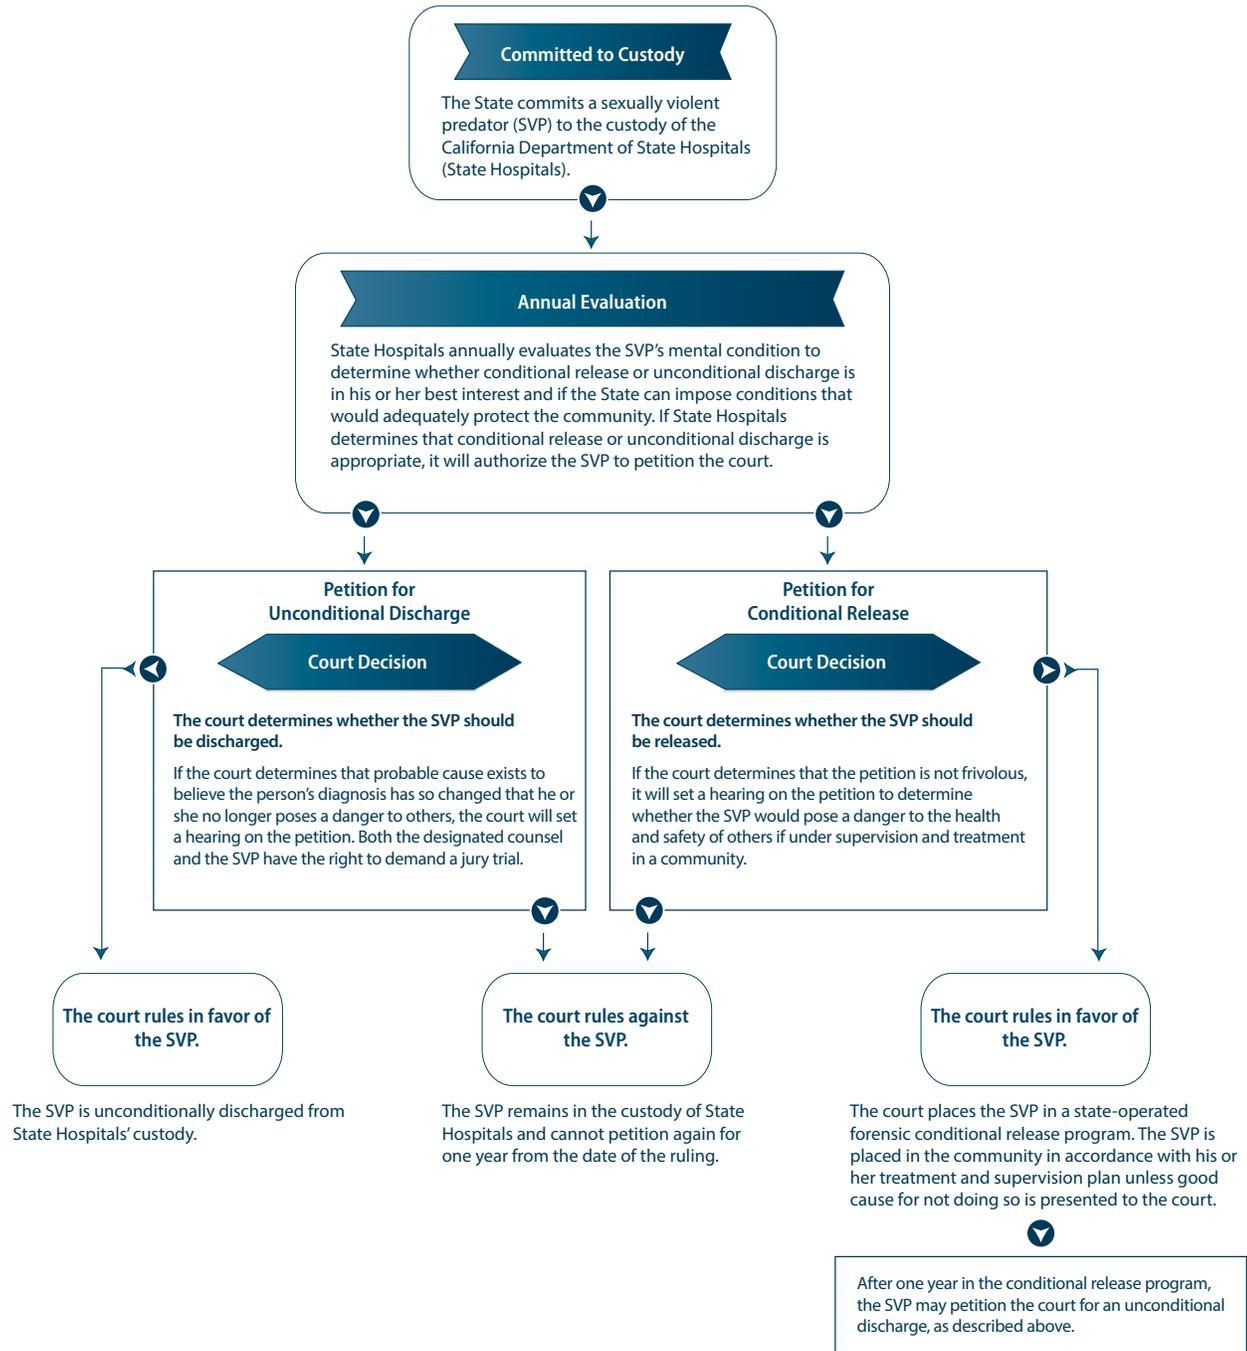 Committed to Custody
The State commits a sexually violent
predator (SVP) to the custody of the
California Department of State Hospitals
(State Hospitals).
Annual Evaluation
State Hospitals annually evaluates the SVP’s mental condition to
determine whether conditional release or unconditional discharge is
in his or her best interest and if the State can impose conditions that
would adequately protect the community. If State Hospitals
determines that conditional release or unconditional discharge is
appropriate, it will authorize the SVP to petition the court.
Petition for
Unconditional Discharge
Court Decision
The court determines whether the SVP should
be discharged.
If the court determines that probable cause exists to
believe the person’s diagnosis has so changed that he or
she no longer poses a danger to others, the court will set
a hearing on the petition. Both the designated counsel
and the SVP have the right to demand a jury trial.
Petition for
Conditional Release
Court Decision
The court determines whether the SVP should
be released.
If the court determines that the petition is not frivolous,
it will set a hearing on the petition to determine
whether the SVP would pose a danger to the health
and safety of others if under supervision and treatment
in a community.
The court rules in favor of
the SVP.
The SVP is unconditionally discharged from
State Hospitals’ custody.
The court rules against
the SVP.
The SVP remains in the custody of State
Hospitals and cannot petition again for
one year from the date of the ruling.
The court rules in favor of
the SVP.
The court places the SVP in a state-operated
forensic conditional release program. The SVP is
placed in the community in accordance with his or
her treatment and supervision plan unless good
cause for not doing so is presented to the court.
After one year in the conditional release program,
the SVP may petition the court for an unconditional
discharge, as described above.